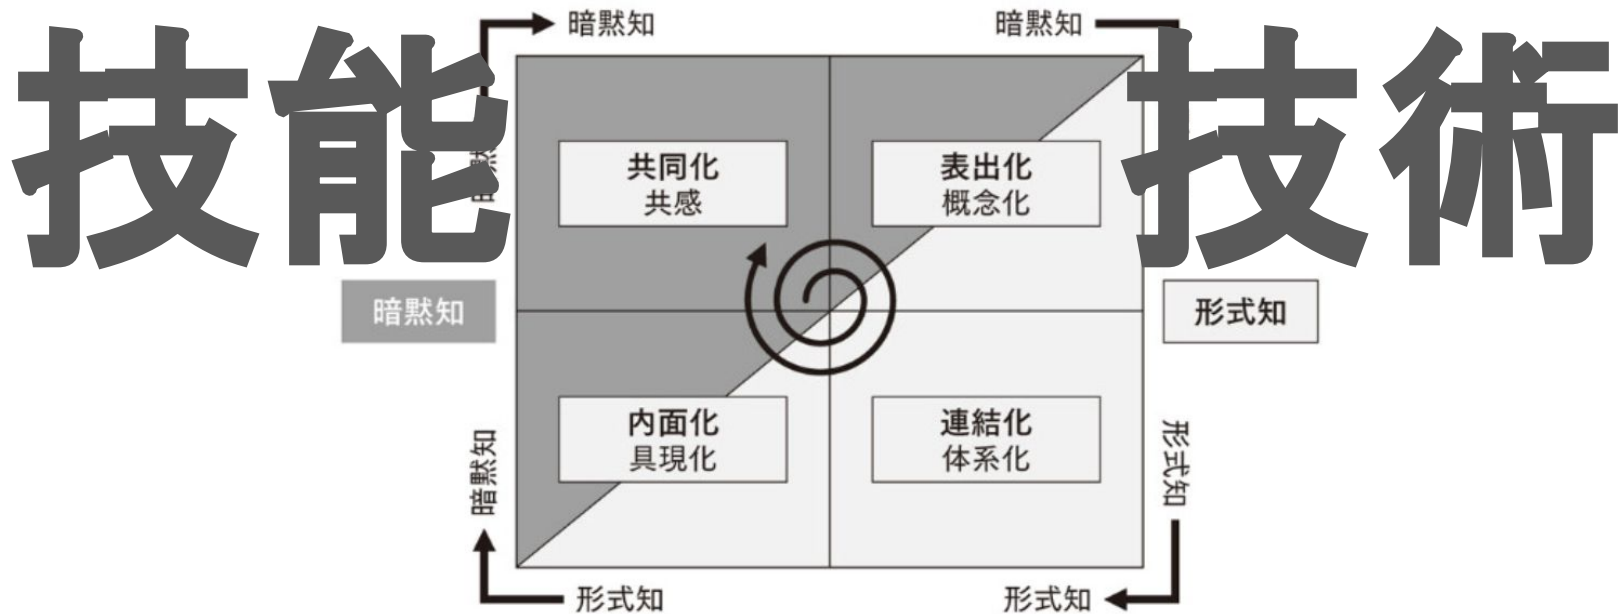 暗黙知
暗黙知
技能
技術
共同化
共感
表出化
概念化
暗黙知
形式知
内面化
具現化
連結化
体系化
暗黙知
形式知
形式知
形式知